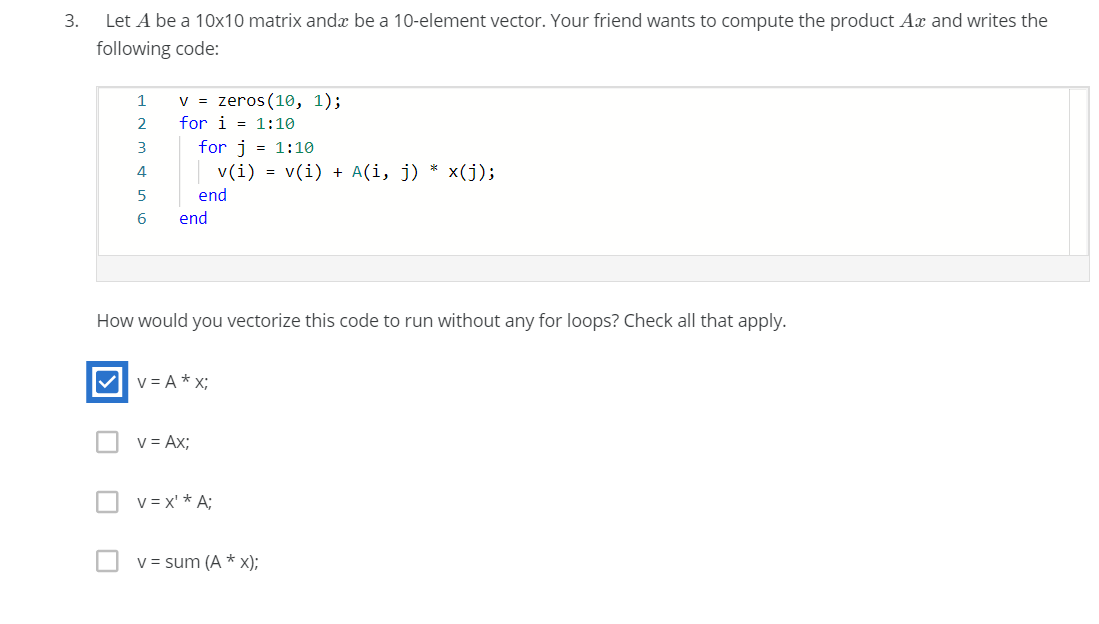 3. Let A be a 10x10 matrix andx be a 10-element vector. Your friend wants to compute the product Ax and writes the
following code:
1 v = zeros(10, 1);
2 for i = 1:10
3 for j = 1:10
4 v(i) = v(i) + A(i, j) * x(j);
5 end
6 end
How would you vectorize this code to run without any for loops? Check all that apply.
v = A * x;
v = Ax;
v = x' * A;
v = sum (A * x);